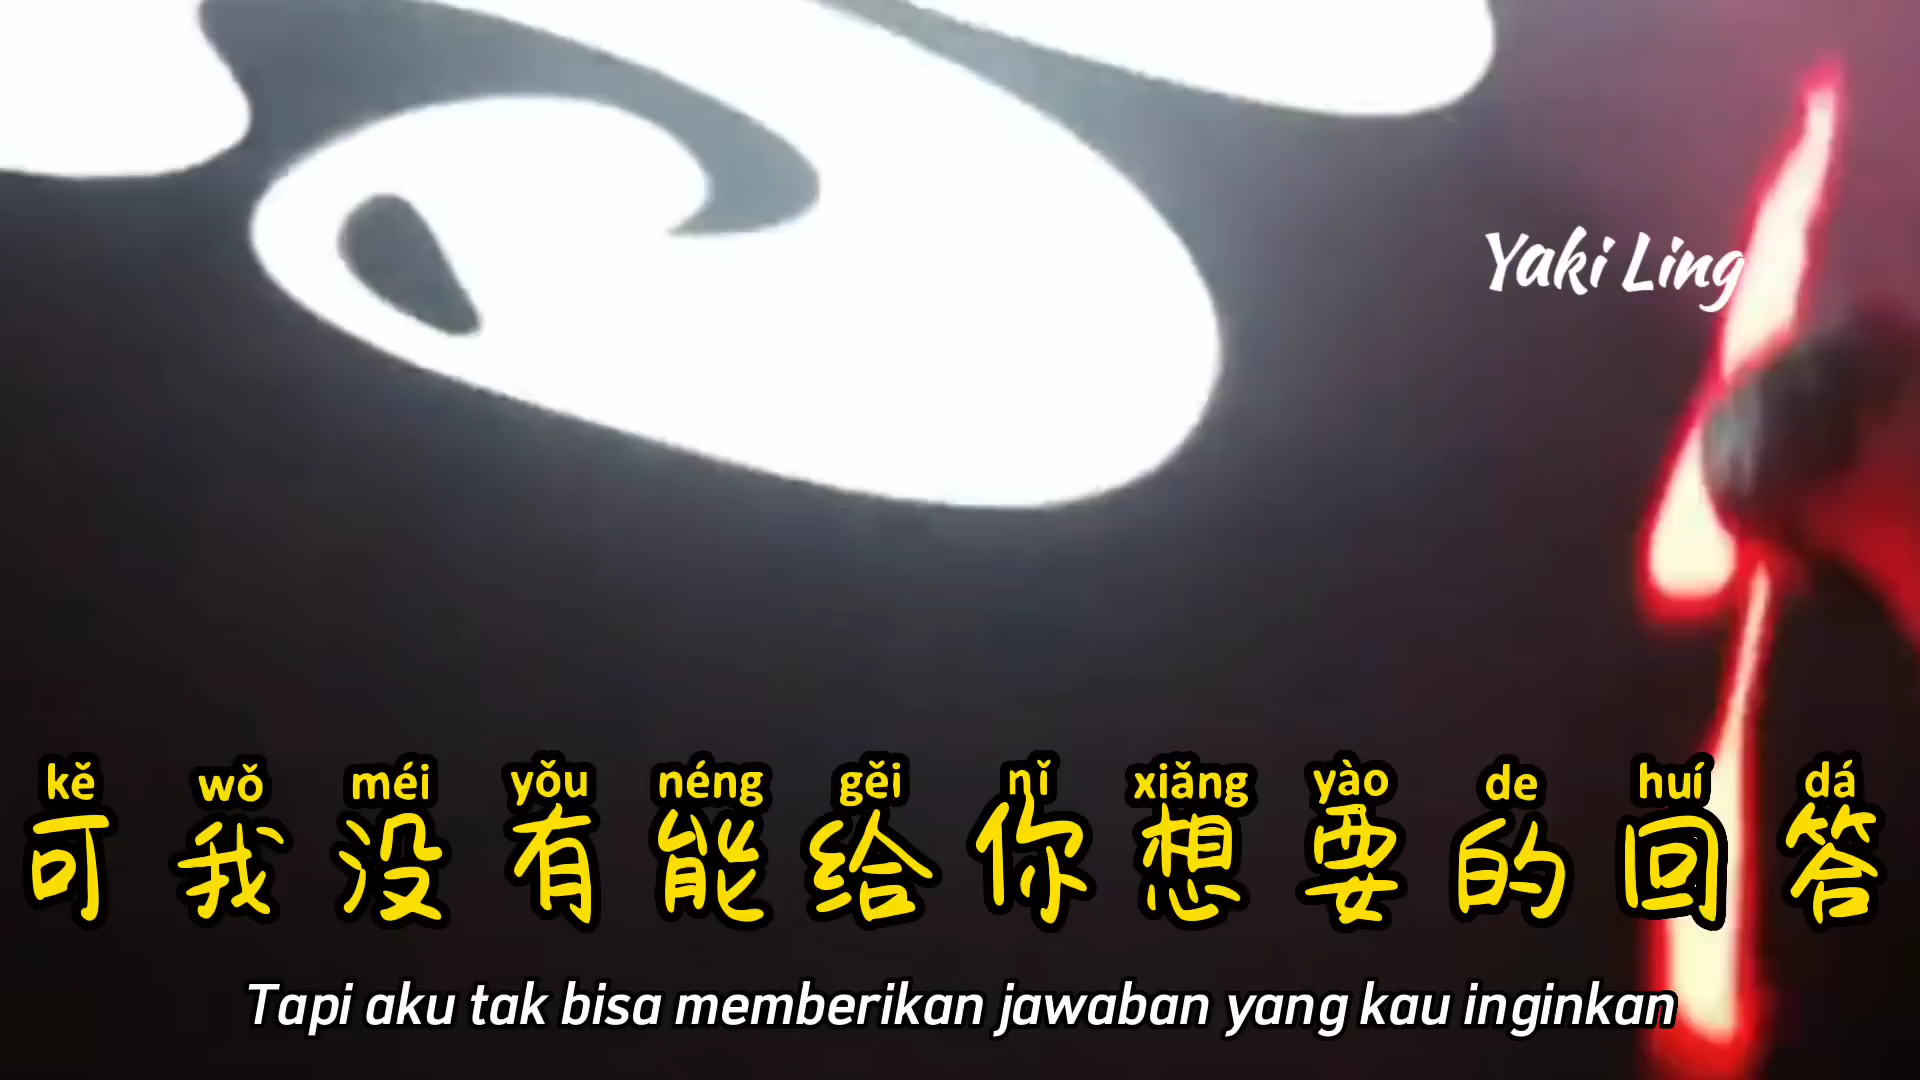 Yaki Ling
kě wǒ méi yǒu néng gěi nǐ xiǎng yào de huí dá
可我没有能给你想要的回答
Tapi aku tak bisa memberikan jawaban yang kau inginkan